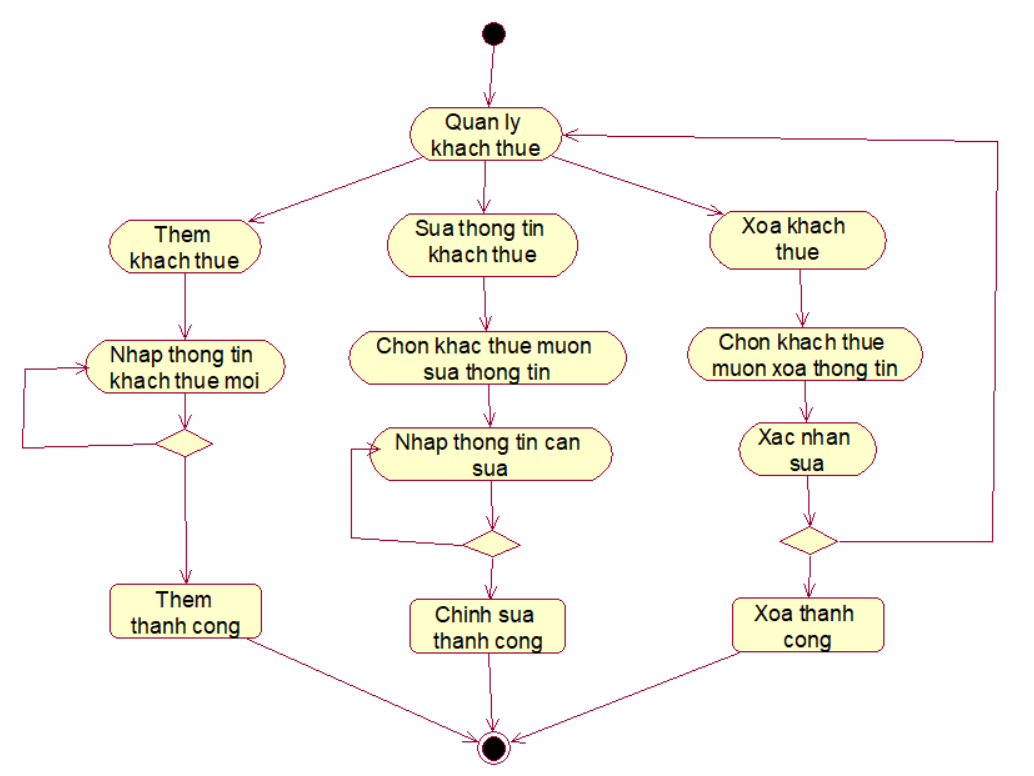 Quan ly
khach thue
Them
khach thue
Sua thong tin
khach thue
Xoa khach
thue
Nhap thong tin
khach thue moi
Chon khac thue muon
sua thong tin
Chon khach thue
muon xoa thong tin
Nhap thong tin can
sua
Xac nhan
sua
Them
thanh cong
Chinh sua
thanh cong
Xoa thanh
cong